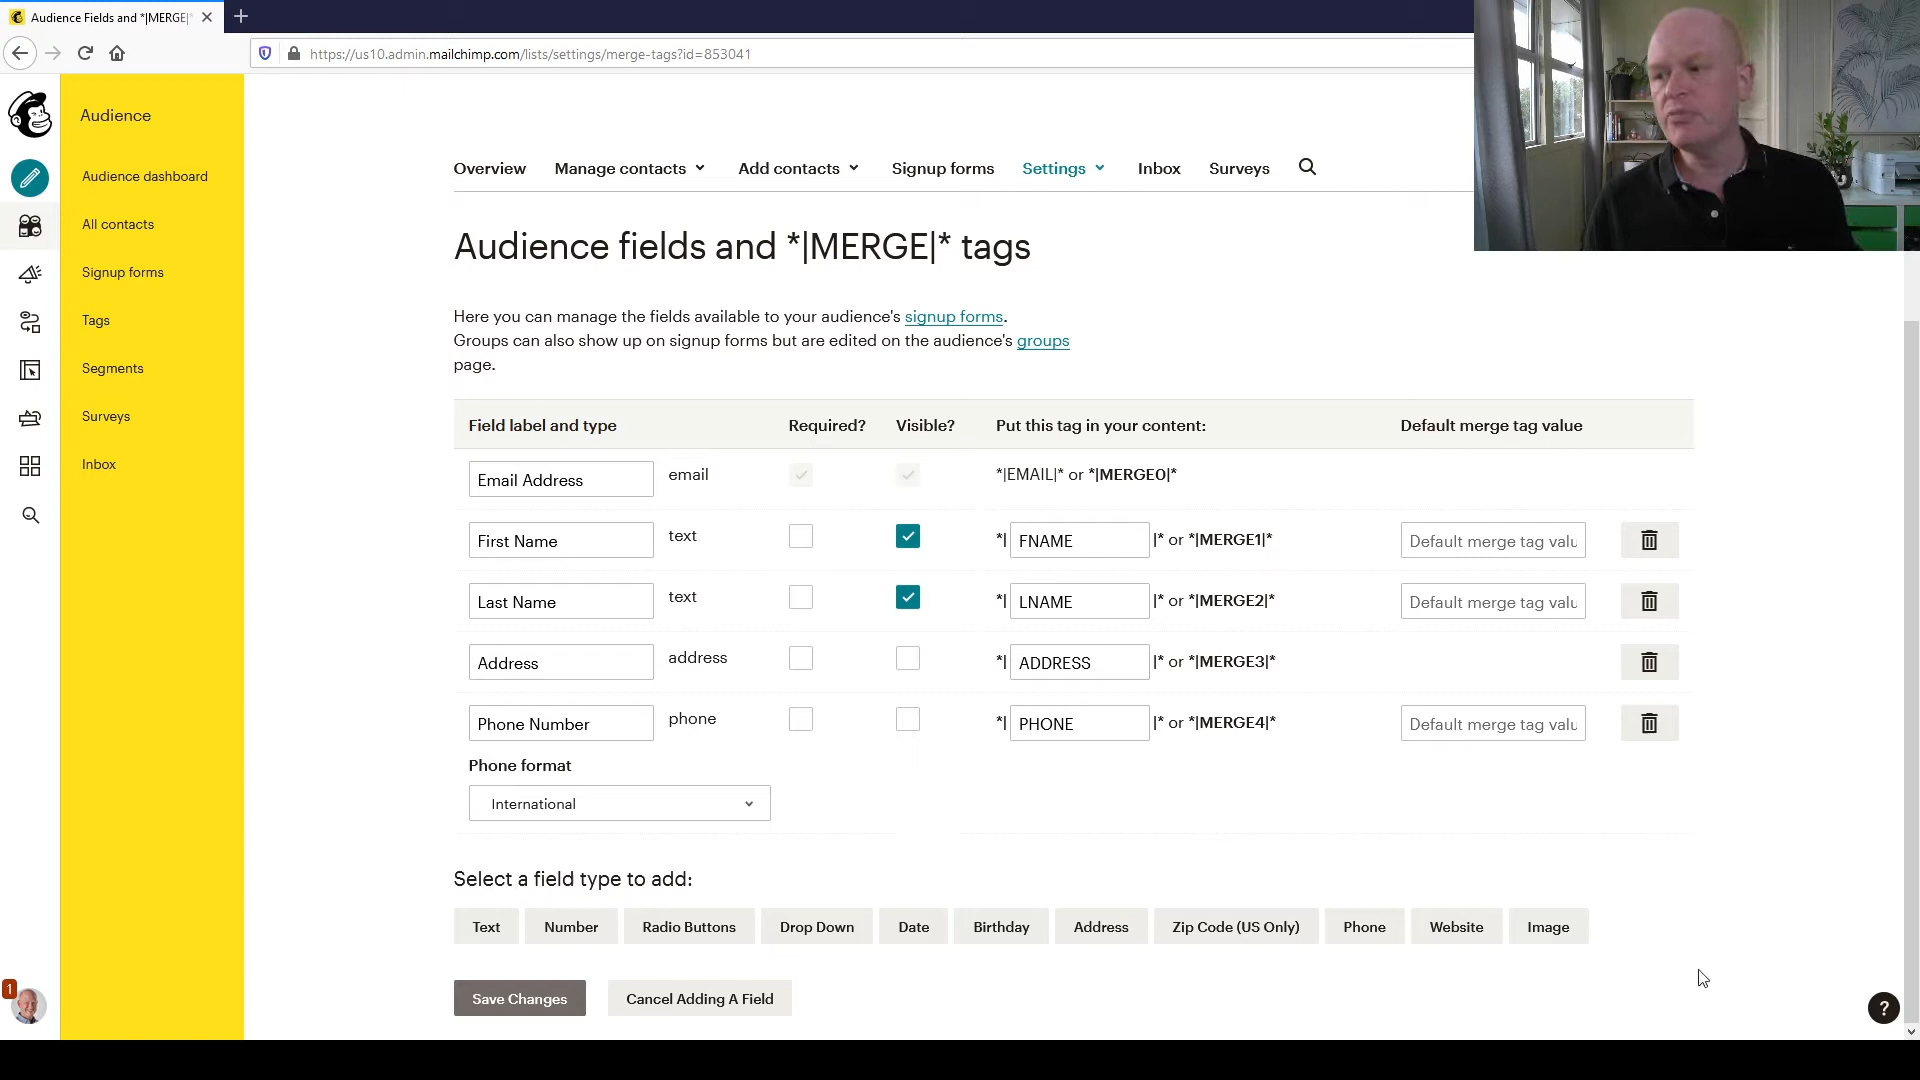 Audience Fields and *|MERGE|*
https://us10.admin.mailchimp.com/lists/settings/merge-tags?id=853041
Audience
Audience dashboard
All contacts
Signup forms
Tags
Segments
Surveys
Inbox
1
Overview
Manage contacts
Add contacts
Signup forms
Settings
Inbox
Surveys
Audience fields and *|MERGE|* tags
Here you can manage the fields available to your audience's signup forms.
Groups can also show up on signup forms but are edited on the audience's groups
page.
Field label and type Required? Visible? Put this tag in your content: Default merge tag value
Email Address email *|EMAIL|* or *|MERGE0|*
First Name text *| FNAME |* or *|MERGE1|* Default merge tag valu
Last Name text *| LNAME |* or *|MERGE2|* Default merge tag valu
Address address *| ADDRESS |* or *|MERGE3|*
Phone Number phone *| PHONE |* or *|MERGE4|* Default merge tag valu
Phone format
International
Select a field type to add:
Text Number Radio Buttons Drop Down Date Birthday Address Zip Code (US Only) Phone Website Image
Save Changes Cancel Adding A Field
?